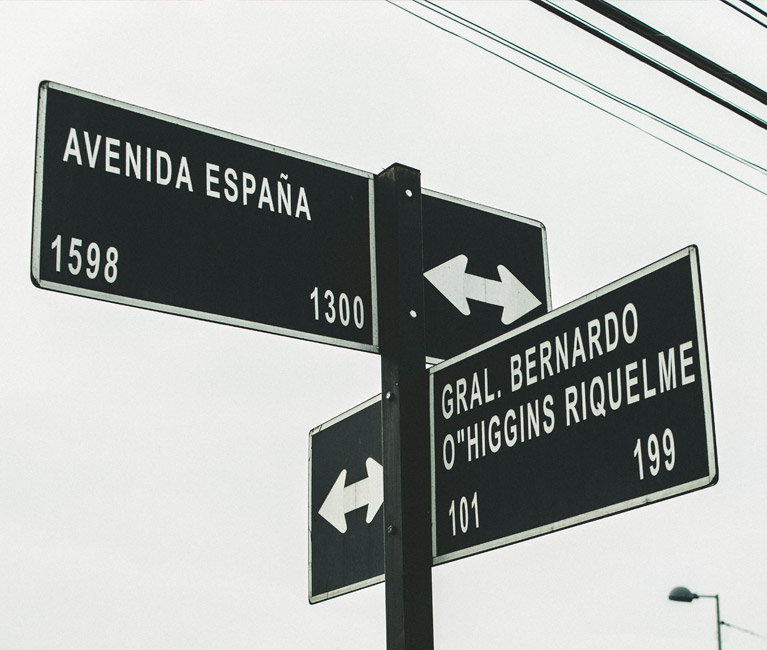 AVENIDA ESPAÑA
1598
1300
GRAL. BERNARDO
O"HIGGINS RIQUELME
199
101